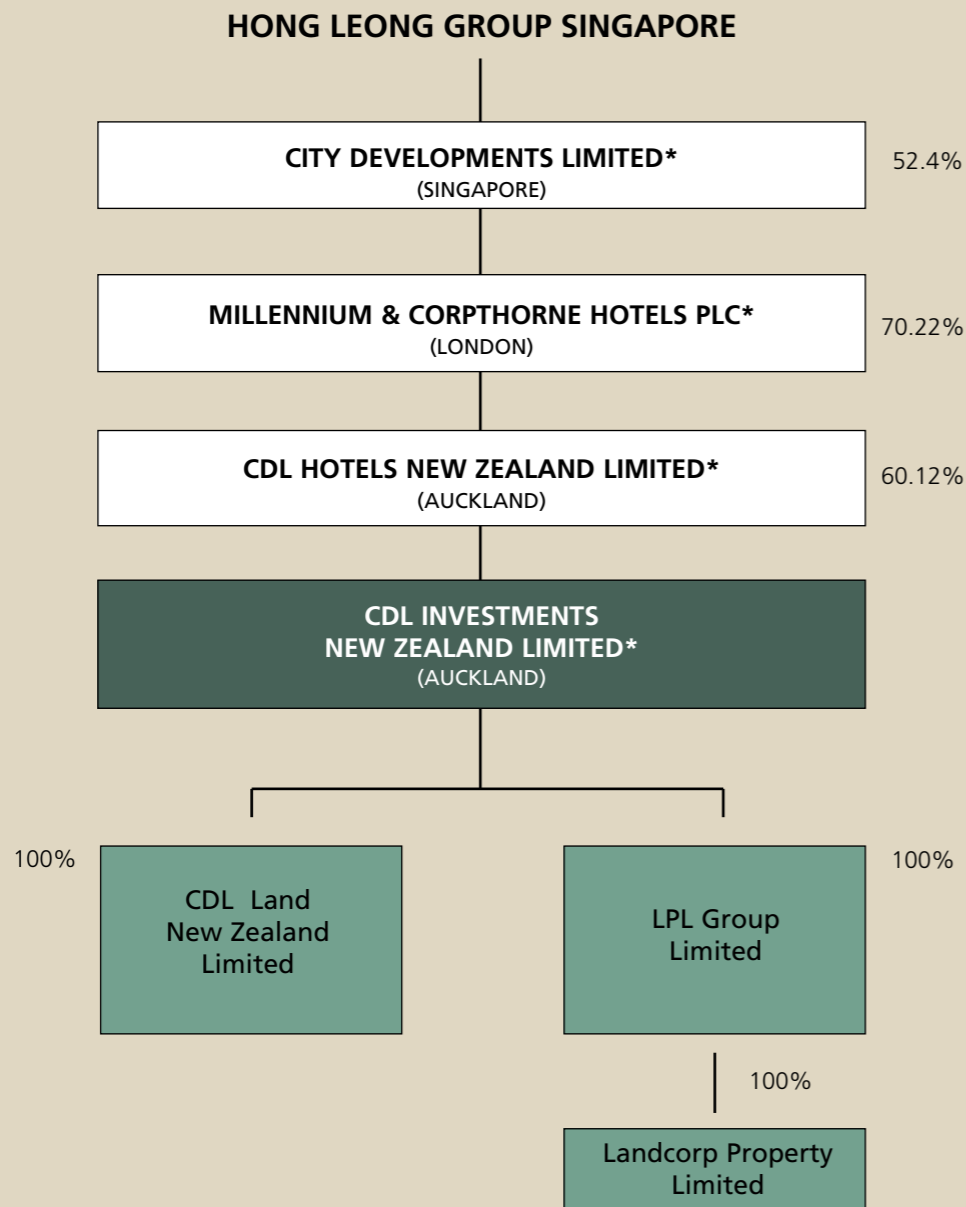 HONG LEONG GROUP SINGAPORE
CITY DEVELOPMENTS LIMITED*
(SINGAPORE)
52.4%
MILLENNIUM & CORPTHORNE HOTELS PLC*
(LONDON)
70.22%
CDL HOTELS NEW ZEALAND LIMITED*
(AUCKLAND)
60.12%
CDL INVESTMENTS
NEW ZEALAND LIMITED*
(AUCKLAND)
100%
CDL Land
New Zealand
Limited
100%
LPL Group
Limited
100%
Landcorp Property
Limited